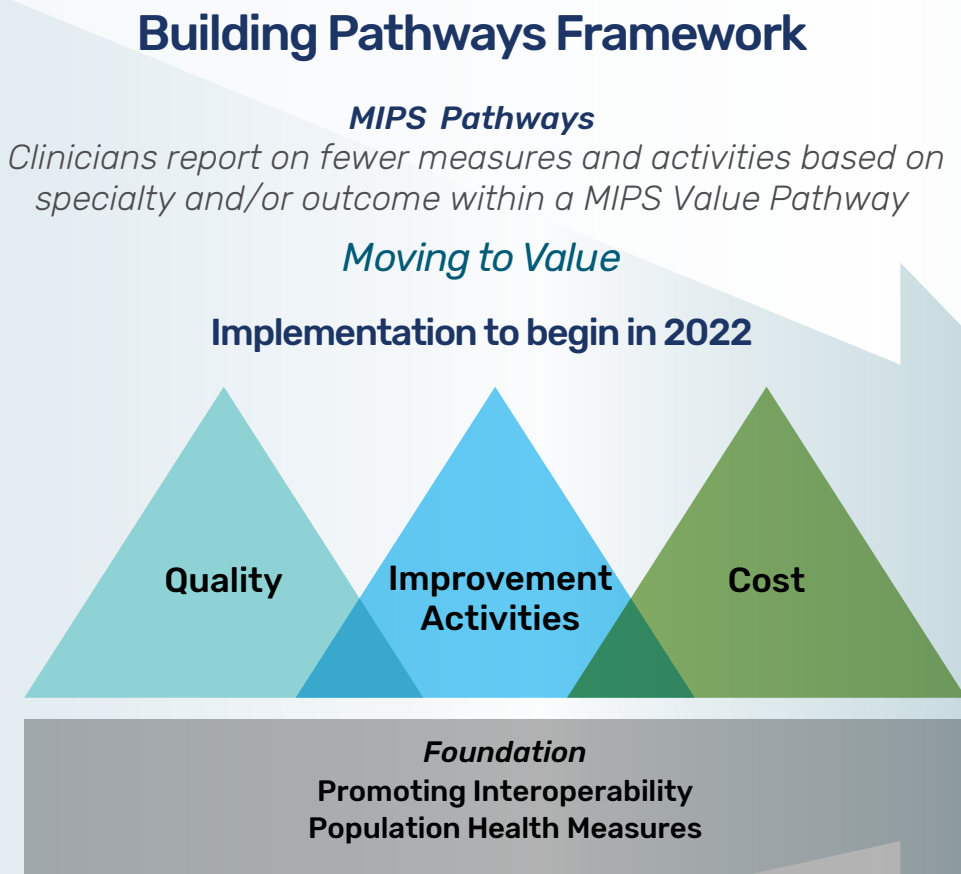 Building Pathways Framework
MIPS Pathways
Clinicians report on fewer measures and activities based on
specialty and/or outcome within a MIPS Value Pathway
Moving to Value
Implementation to begin in 2022
Quality
Improvement
Activities
Cost
Foundation
Promoting Interoperability
Population Health Measures